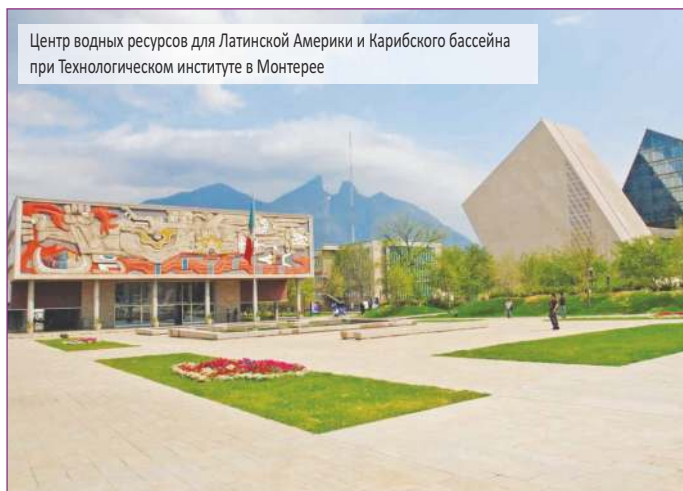 Центр водных ресурсов для Латинской Америки и Карибского бассейна
при Технологическом институте в Монтерее